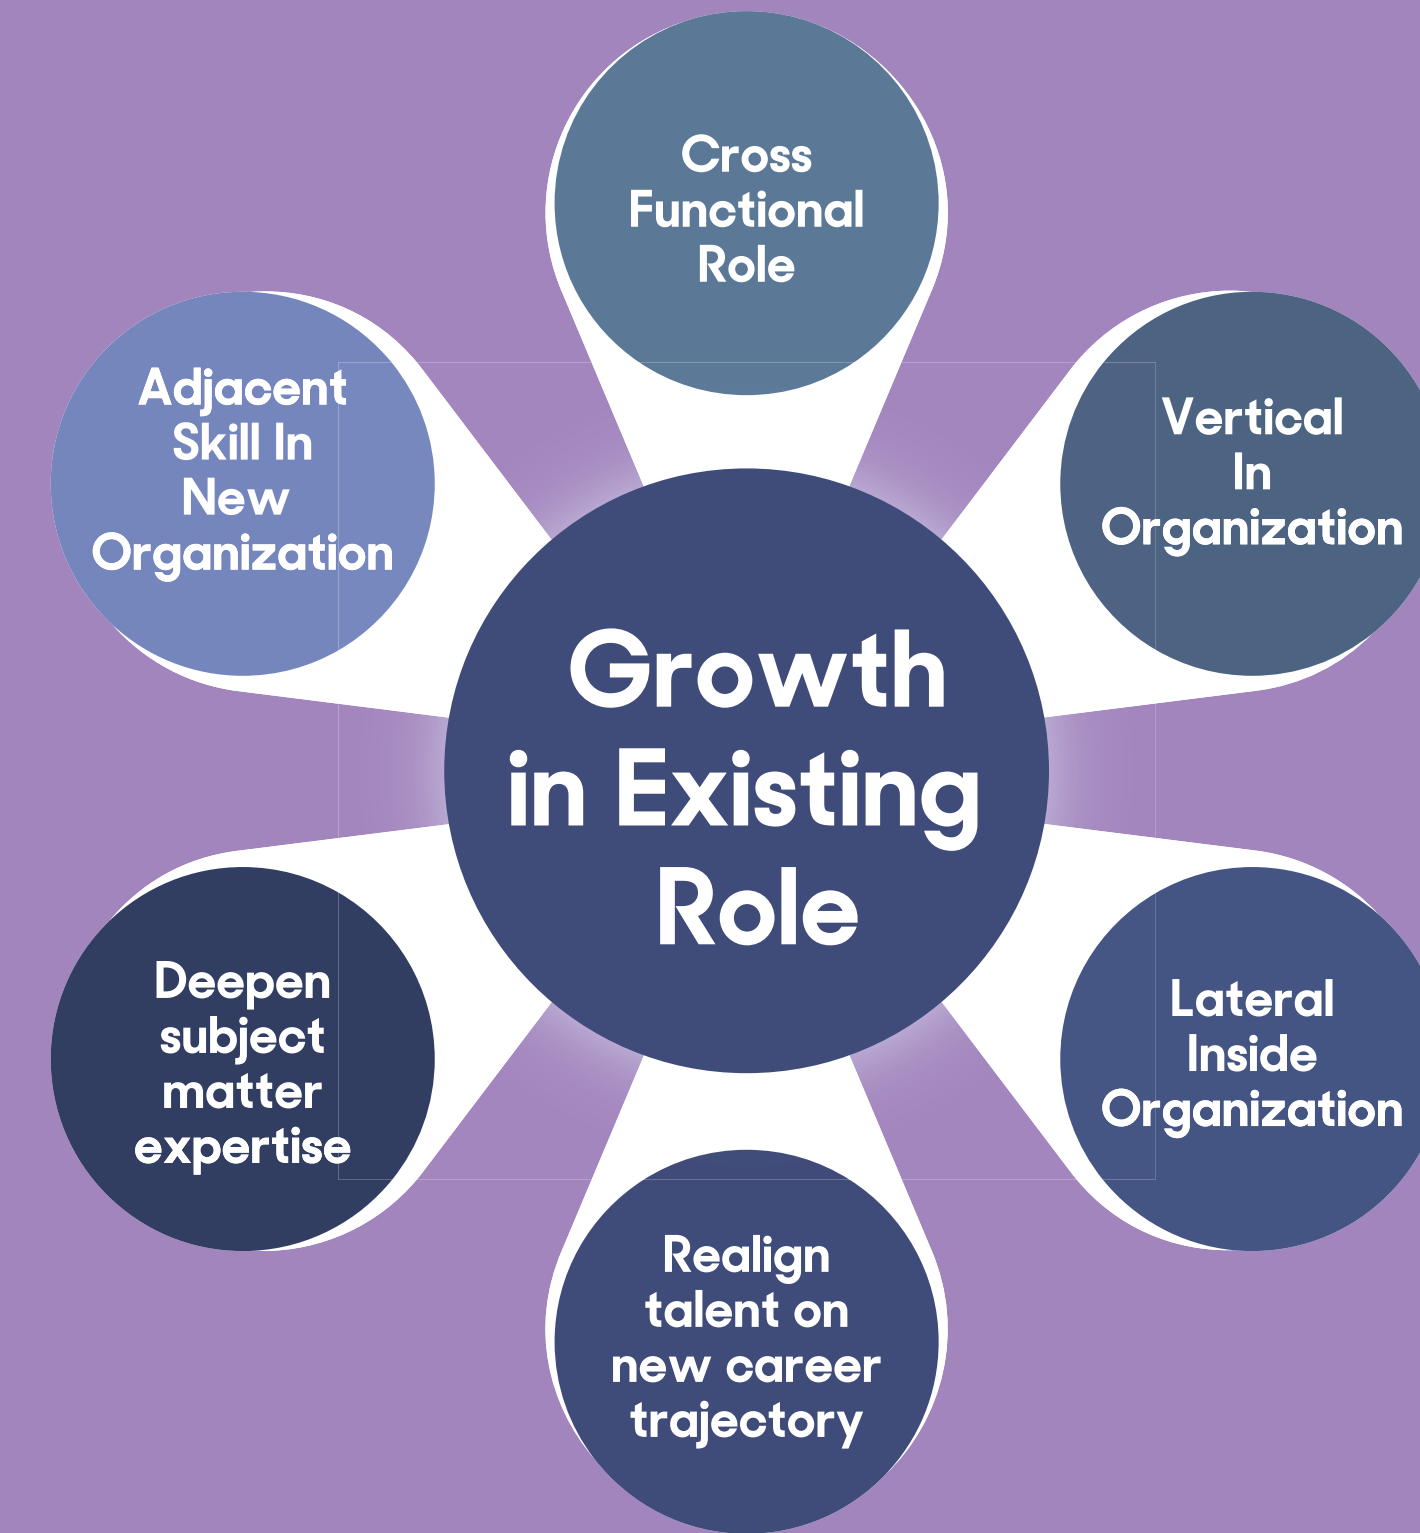 Cross
Functional
Role
Adjacent
Skill In
New
Organization
Vertical
In
Organization
Growth
in Existing
Role
Deepen
subject
matter
expertise
Lateral
Inside
Organization
Realign
talent on
new career
trajectory